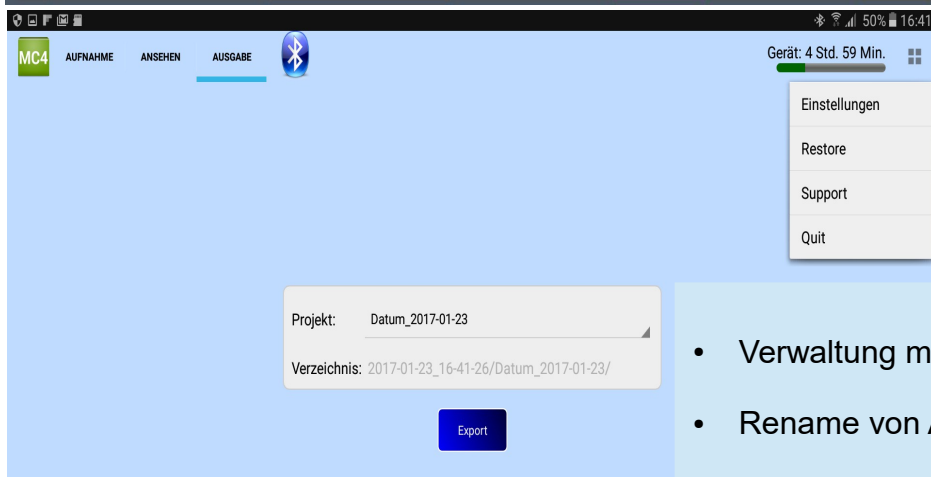 50% 16:41
MC4 AUFNAHME ANSEHEN AUSGABE Gerät: 4 Std. 59 Min.
Einstellungen
Restore
Support
Quit
Projekt: Datum_2017-01-23
Verzeichnis: 2017-01-23_16-41-26/Datum_2017-01-23/
Export
• Verwaltung m
• Rename von